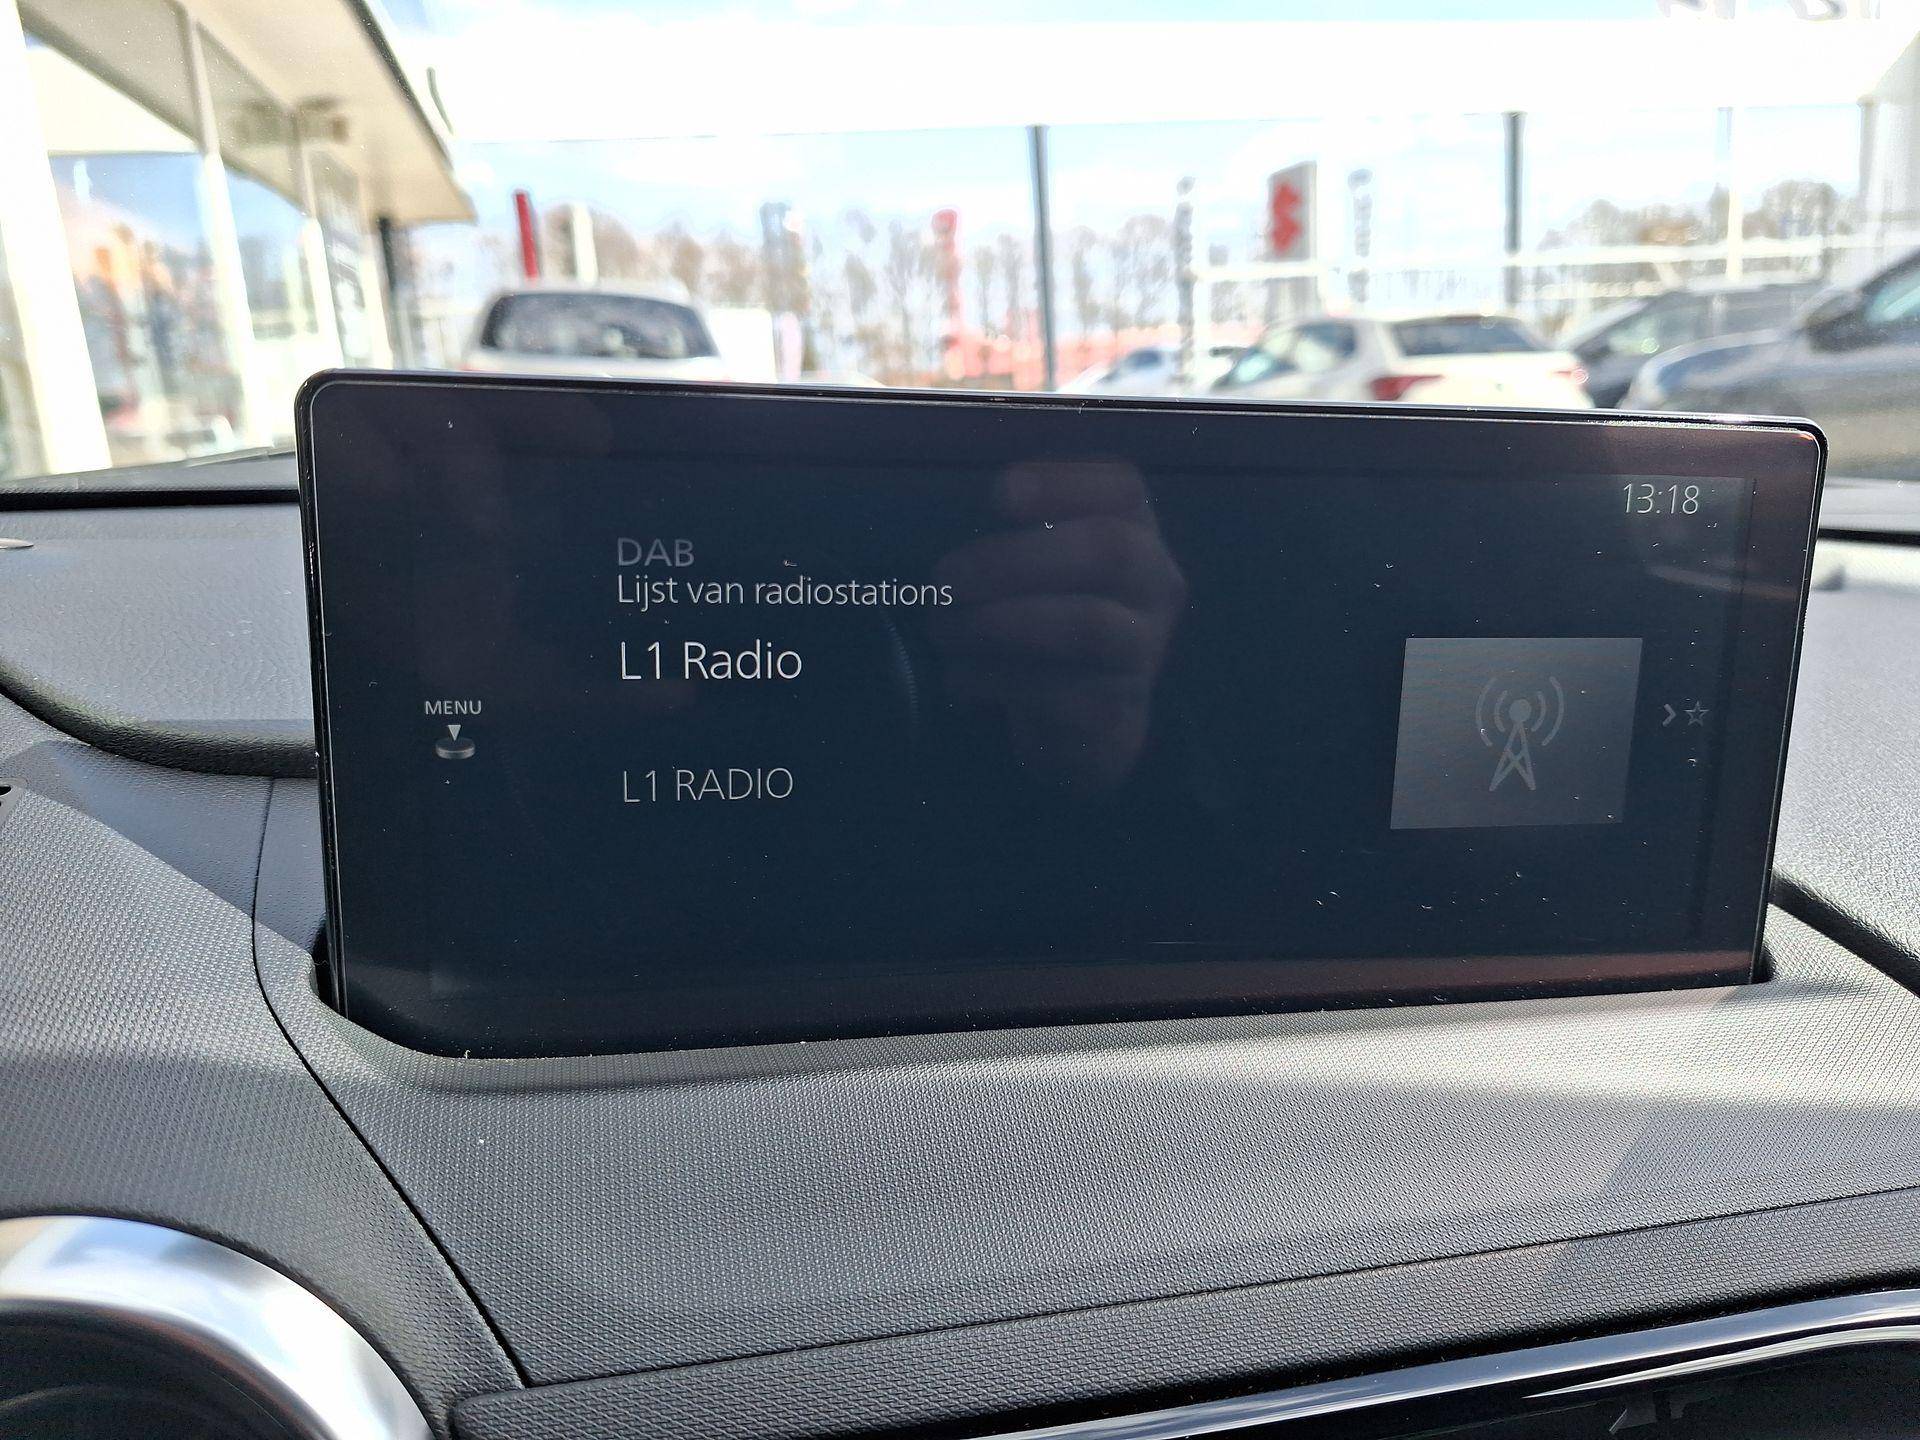 13:18
DAB
Lijst van radiostations
L1 Radio
MENU
L1 RADIO